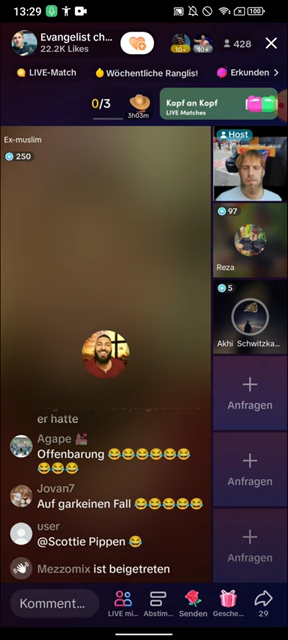 13:29
100
Evangelist ch...
22.2K Likes
10+
10+
428
LIVE-Match
Wöchentliche Ranglist
Erkunden
0/3
3h03m
Kopf an Kopf
LIVE Matches
Ex-muslim
250
Host
97
Reza
5
Akhi Schwitzka...
Anfragen
Anfragen
Anfragen
er hatte
Agape
Offenbarung 😂😂😂😂😂😂
😂😂😂
Jovan7
Auf garkeinen Fall 😂😂😂😂😂
user
@Scottie Pippen 😂
Mezzomix ist beigetreten
Komment...
LIVE mi...
Abstim...
Senden
Gesche...
29